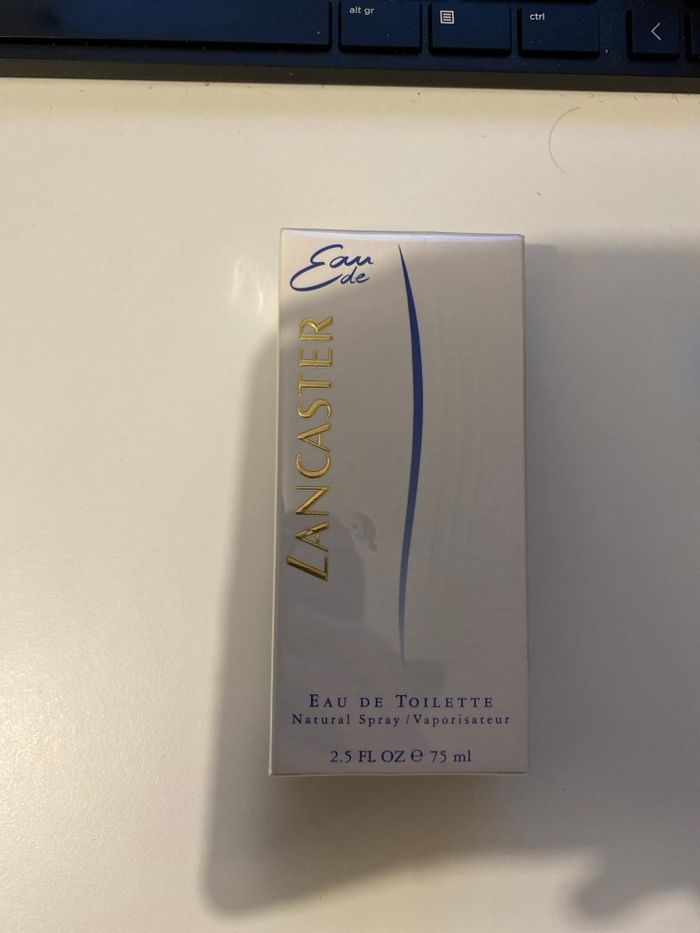 alt gr
ctrl
Eau
de
LANCASTER
EAU DE TOILETTE
Natural Spray/Vaporisateur
2.5 FL OZ ℮ 75 ml